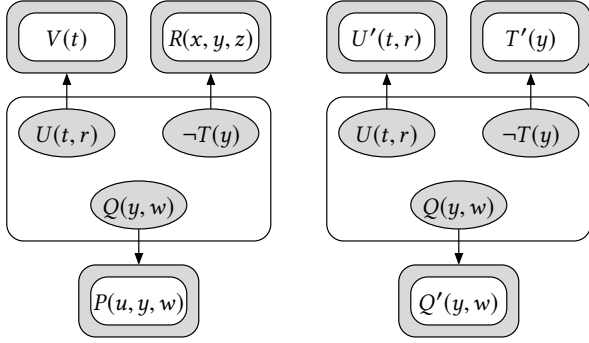 V(t) R(x, y, z) U′(t, r) T′(y)
U(t, r) ¬T(y) U(t, r) ¬T(y)
Q(y, w) Q(y, w)
P(u, y, w) Q′(y, w)